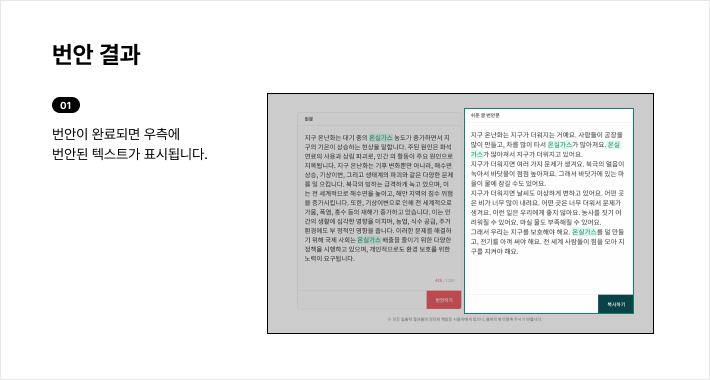 번안 결과
01
번안이 완료되면 우측에
번안된 텍스트가 표시됩니다.
원문
지구 온난화는 대기 중의 온실가스 농도가 증가하면서 지
구의 기온이 상승하는 현상을 말합니다. 주된 원인은 화석
연료의 사용과 삼림 파괴로, 인간의 활동이 주요 원인으로
지목됩니다. 지구 온난화는 기후 변화뿐만 아니라, 해수면
상승, 기상이변, 그리고 생태계의 파괴와 같은 다양한 문제
를 일으킵니다. 북극의 빙하는 급격하게 녹고 있으며, 이
는 전 세계적으로 해수면을 높이고, 해안 지역의 침수 위험
을 증가시킵니다. 또한, 기상이변으로 인해 전 세계적으로
가뭄, 폭염, 홍수 등의 재해가 증가하고 있습니다. 이는 인
간의 생활에 심각한 영향을 미치며, 농업, 식수 공급, 주거
환경에도 부정적인 영향을 줍니다. 이러한 문제를 해결하
기 위해 국제 사회는 온실가스 배출을 줄이기 위한 다양한
정책을 시행하고 있으며, 개인적으로도 환경 보호를 위한
노력이 요구됩니다.
번안하기
쉬운 글 번안문
지구 온난화는 지구가 더워지는 거예요. 사람들이 공장을
많이 만들고, 차를 많이 타서 온실가스가 많아져요. 온실
가스가 많아져서 지구가 더워지고 있어요.
지구가 더워지면 여러 가지 문제가 생겨요. 북극의 얼음이
녹아서 바닷물이 점점 높아져요. 그래서 바닷가에 있는 마
을이 물에 잠길 수도 있어요.
지구가 더워지면 날씨도 이상하게 변하고 있어요. 어떤 곳
은 비가 너무 많이 내려요. 어떤 곳은 너무 더워서 문제가
생겨요. 이런 일은 우리에게 좋지 않아요. 농사를 짓기 어
려워질 수 있어요. 마실 물도 부족해질 수 있어요.
그래서 우리는 지구를 보호해야 해요. 온실가스를 덜 만들
고, 전기를 아껴 써야 해요. 전 세계 사람들이 힘을 모아 지
구를 지켜야 해요.
복사하기